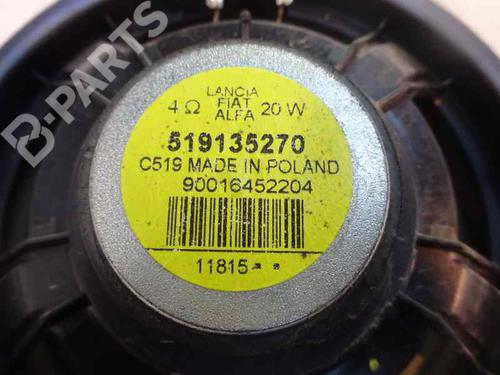 B-PARTS
LANCIA
FIAT
4 Ω ALFA 20 W
519135270
C519 MADE IN POLAND
90016452204
11815